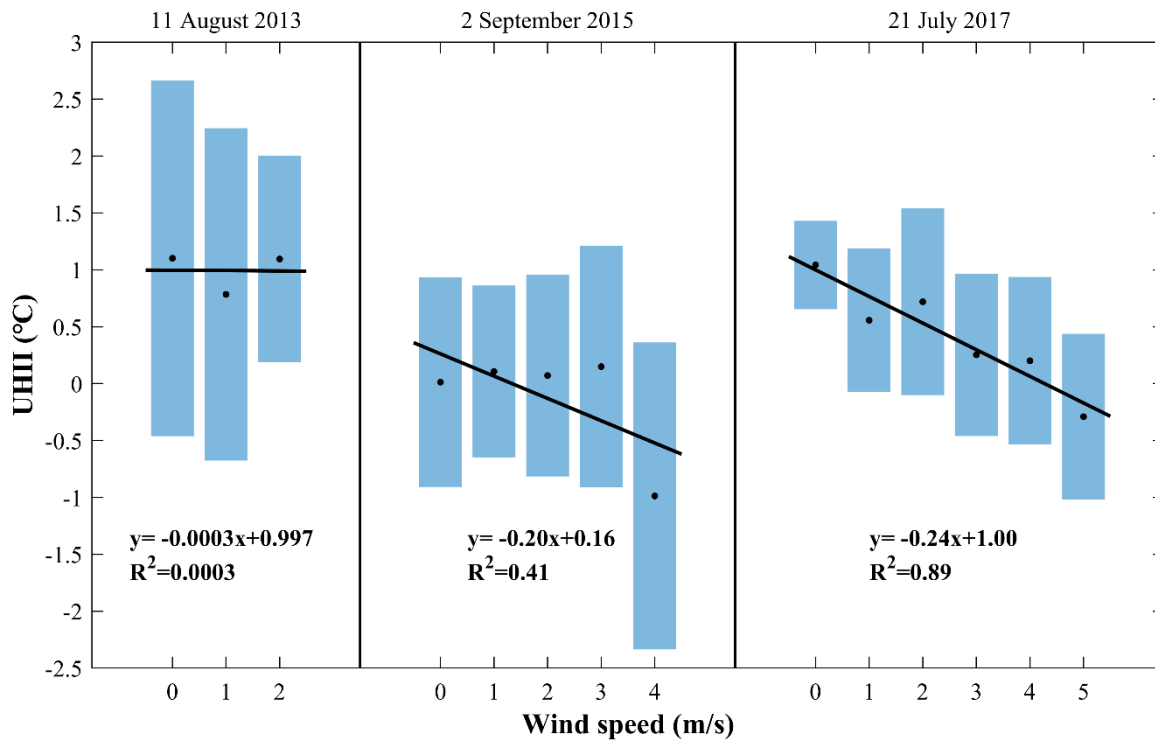 11 August 2013 2 September 2015 21 July 2017
3
2.5
2
1.5
1
0.5
0
-0.5
-1
-1.5
-2
-2.5
UHII (°C)
y= -0.0003x+0.997
R²=0.0003
y= -0.20x+0.16
R²=0.41
y= -0.24x+1.00
R²=0.89
0 1 2 0 1 2 3 4 0 1 2 3 4 5
Wind speed (m/s)